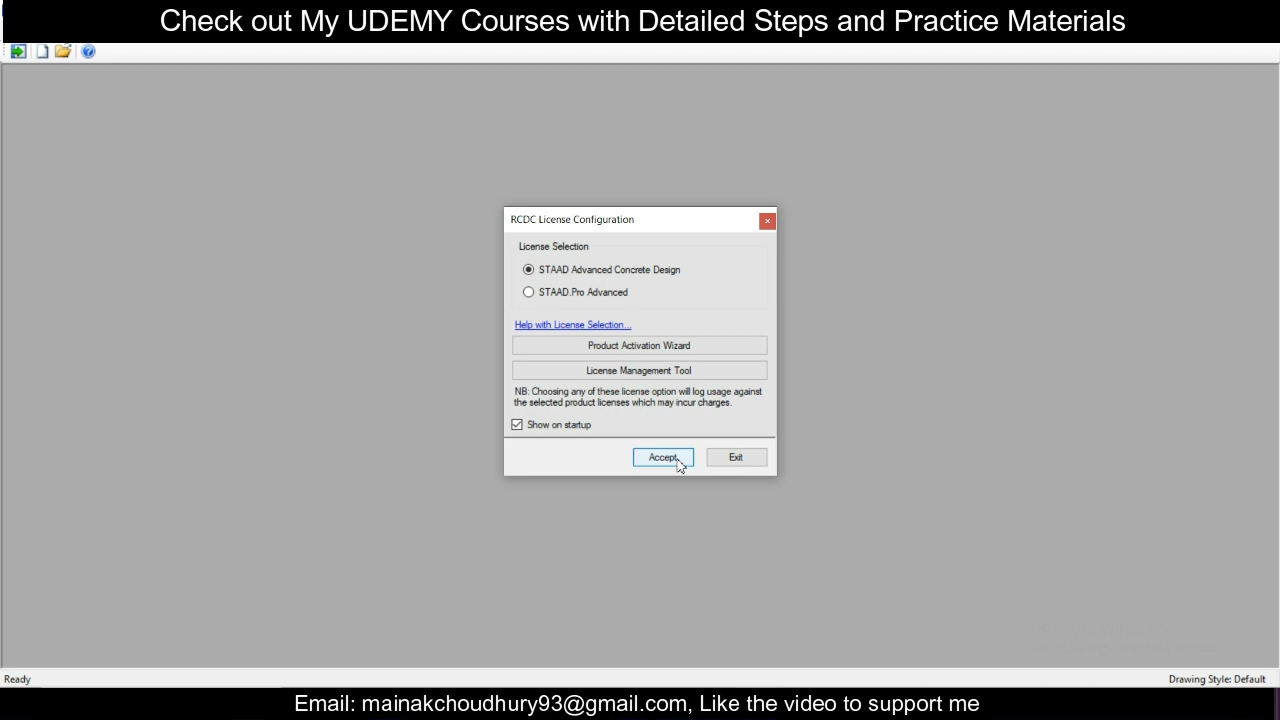 Check out My UDEMY Courses with Detailed Steps and Practice Materials
RCDC License Configuration
License Selection
STAAD Advanced Concrete Design
STAAD.Pro Advanced
Help with License Selection...
Product Activation Wizard
License Management Tool
NB: Choosing any of these license option will log usage against
the selected product licenses which may incur charges.
Show on startup
Accept Exit
Ready Drawing Style: Default
Email: mainakchoudhury93@gmail.com, Like the video to support me